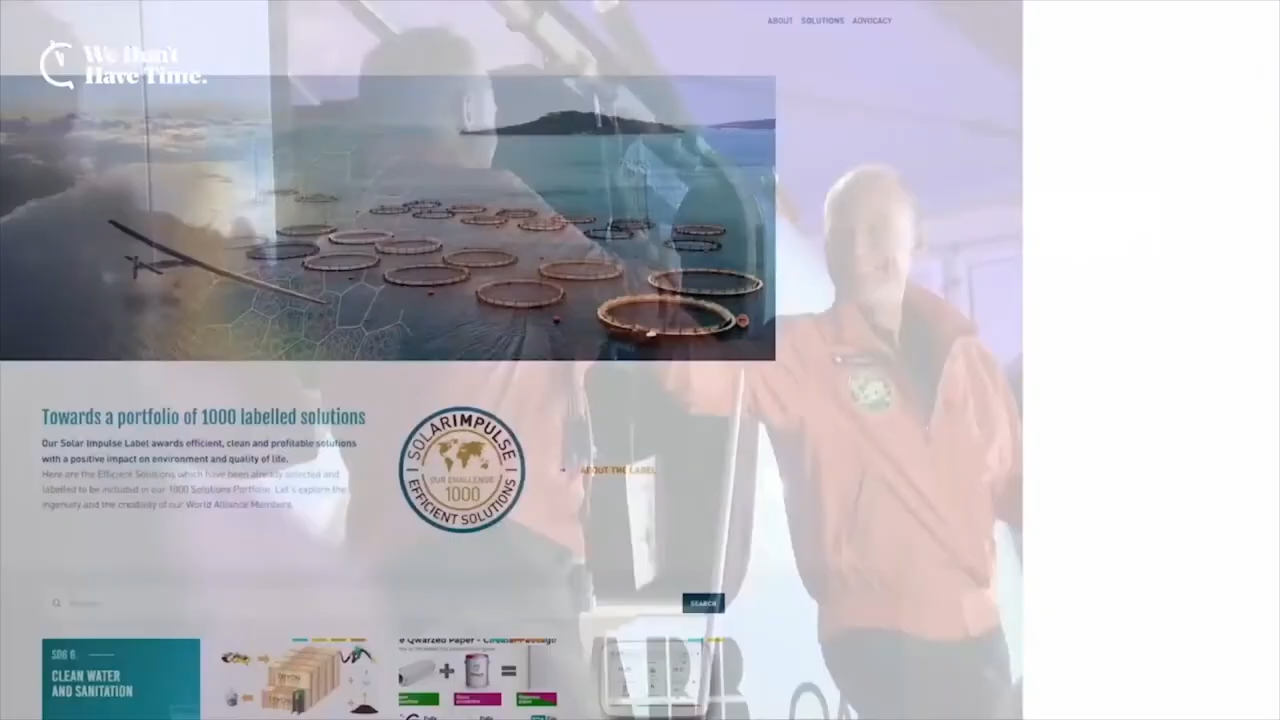 ABOUT SOLUTIONS ADVOCACY
We Don't
Have Time.
Towards a portfolio of 1000 labelled solutions
Our Solar Impulse Label awards efficient, clean and profitable solutions
with a positive impact on environment and quality of life.
Here are the Efficient Solutions which have been already selected and
labelled to be included in our 1000 Solutions Portfolio. Let's explore the
ingenuity and the creativity of our World Alliance Members.
SOLARIMPULSE
OUR CHALLENGE
1000
EFFICIENT SOLUTIONS
ABOUT THE LABEL
SEARCH
SDG 6
CLEAN WATER
AND SANITATION